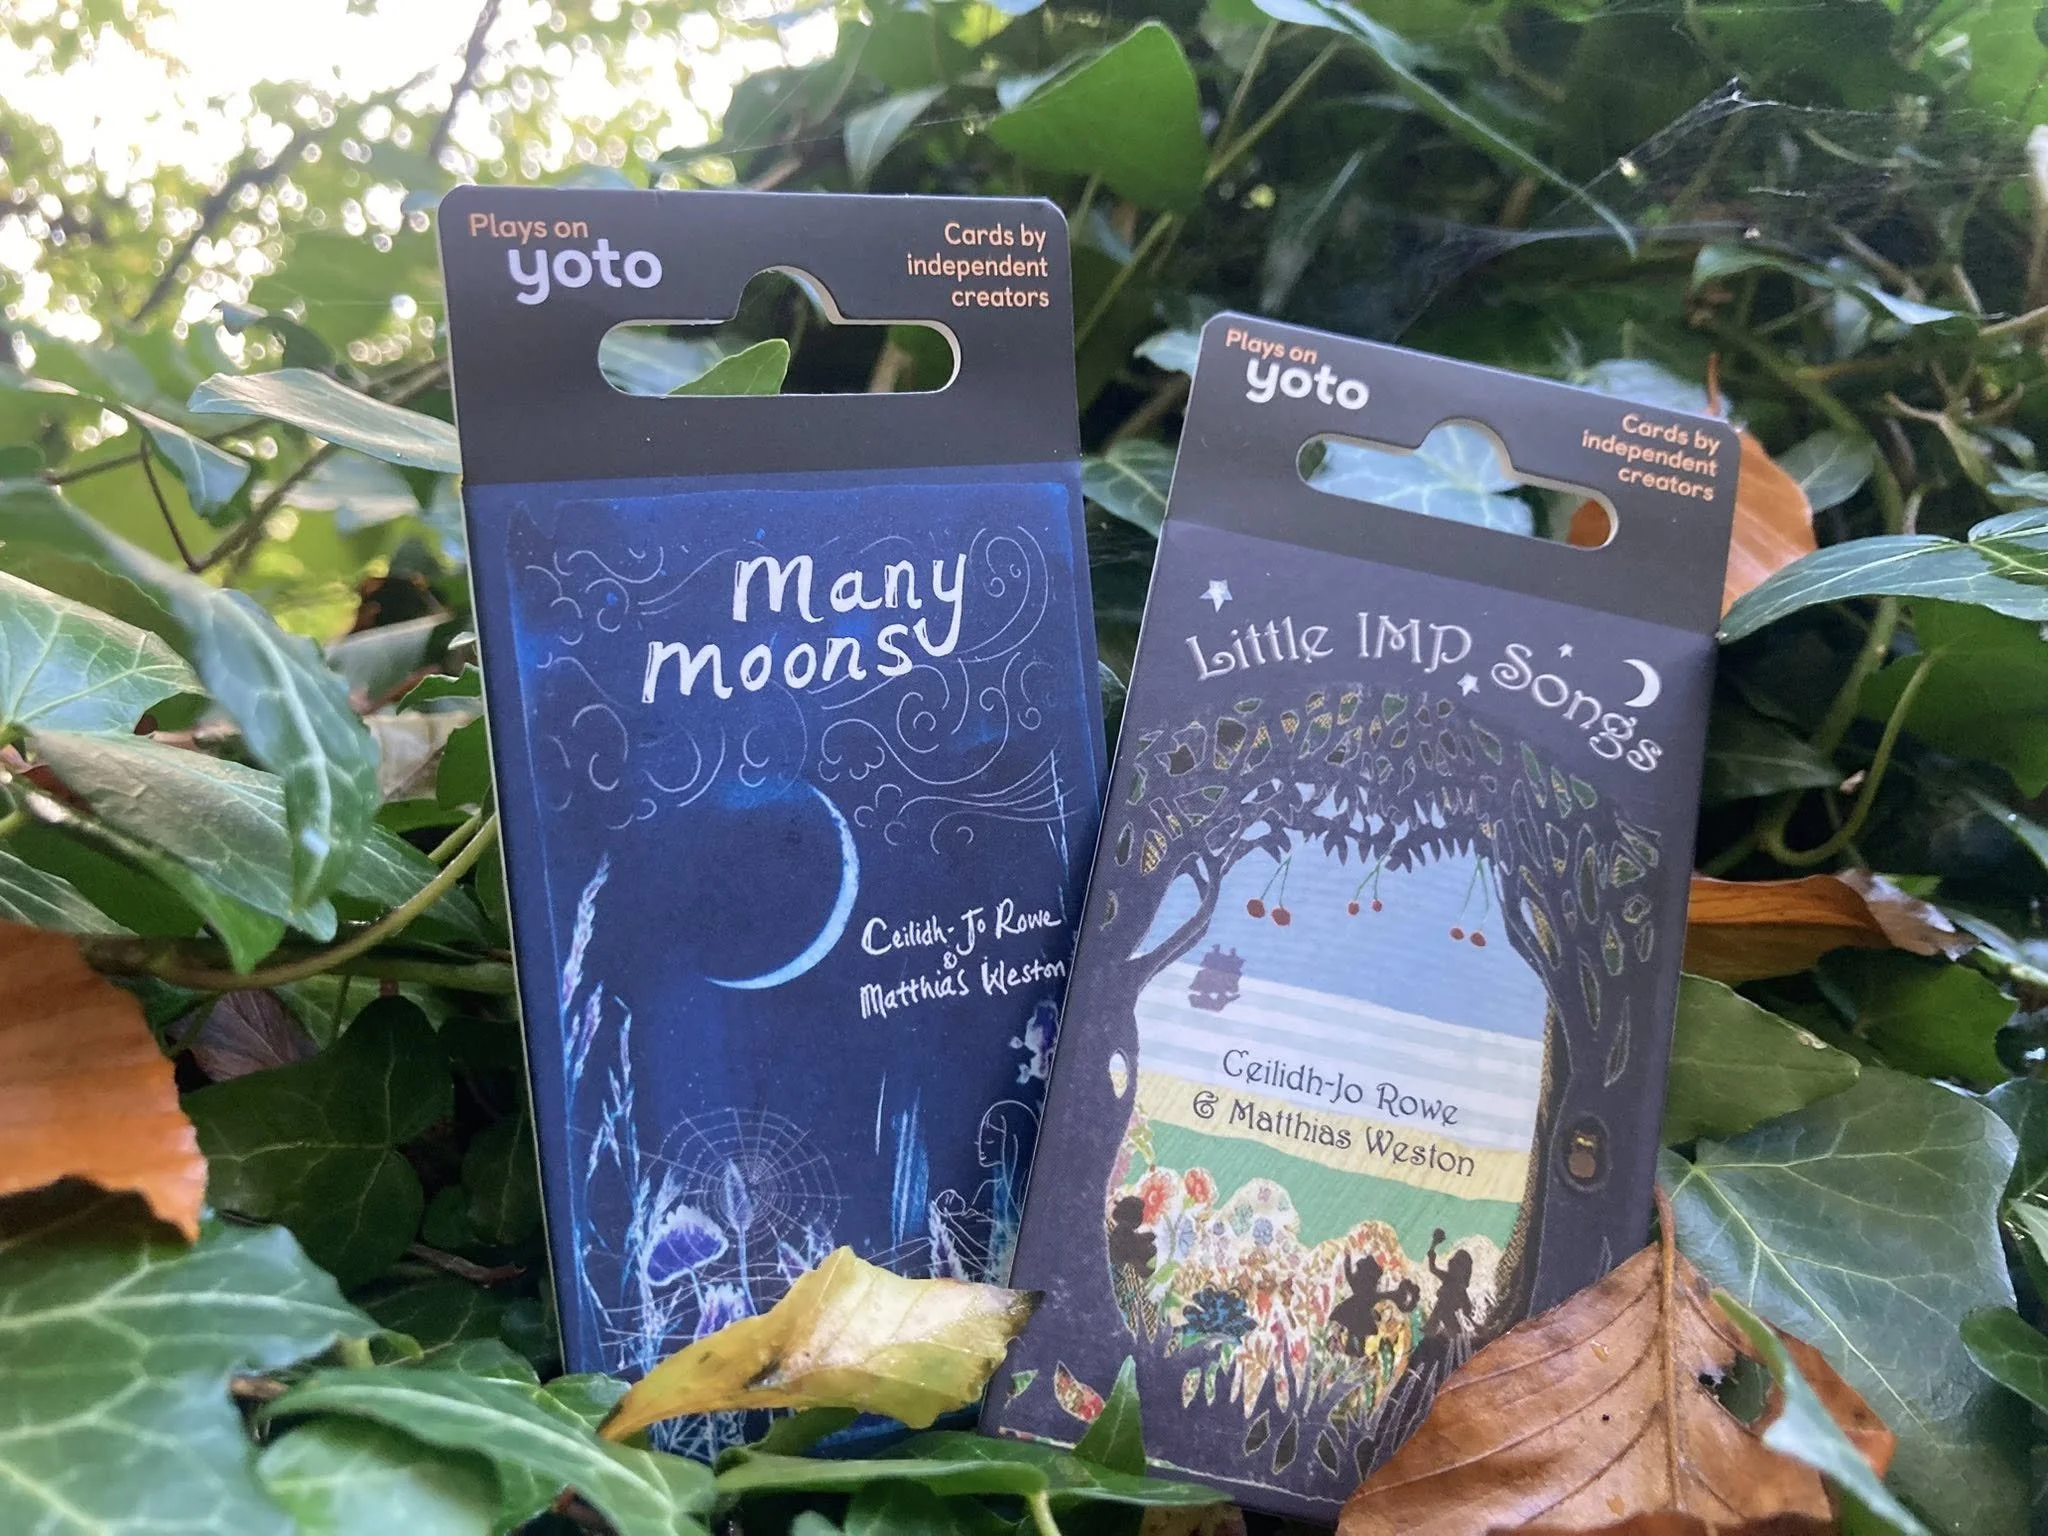 Plays on
yoto
Cards by
independent
creators
Many
moons
Ceilidh-Jo Rowe
&
Matthias Weston
Plays on
yoto
Cards by
independent
creators
Little IMP Songs
Ceilidh-Jo Rowe
& Matthias Weston